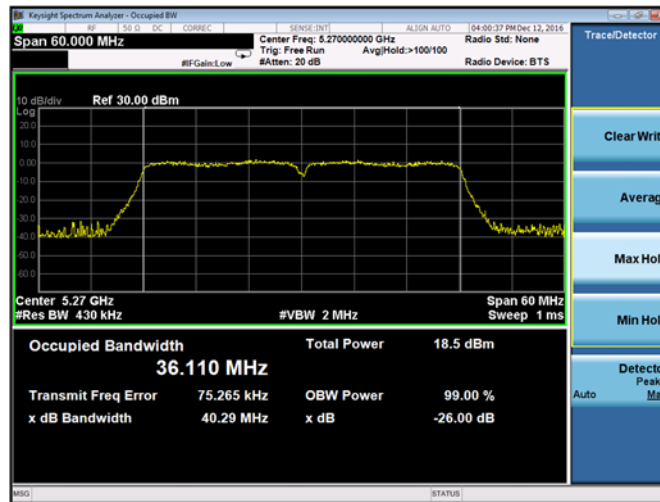 Keysight Spectrum Analyzer - Occupied BW
RF 50 Ω DC CORREC SENSE:INT ALIGN AUTO 04:00:37 PM Dec 12, 2016
Span 60.000 MHz
Center Freq: 5.270000000 GHz
Radio Std: None
Trig: Free Run Avg|Hold:>100/100
#IFGain:Low
#Atten: 20 dB
Radio Device: BTS
Trace/Detector
10 dB/div Ref 30.00 dBm
Log
20.0
10.0
0.00
-10.0
-20.0
-30.0
-40.0
-50.0
-60.0
Center 5.27 GHz
Span 60 MHz
#Res BW 430 kHz
#VBW 2 MHz
Sweep 1 ms
Clear Writ
Averag
Max Hol
Min Hol
Detecto
Peak
Auto Ma
Occupied Bandwidth
36.110 MHz
Total Power 18.5 dBm
Transmit Freq Error 75.265 kHz
OBW Power 99.00 %
x dB Bandwidth 40.29 MHz
x dB -26.00 dB
MSG
STATUS